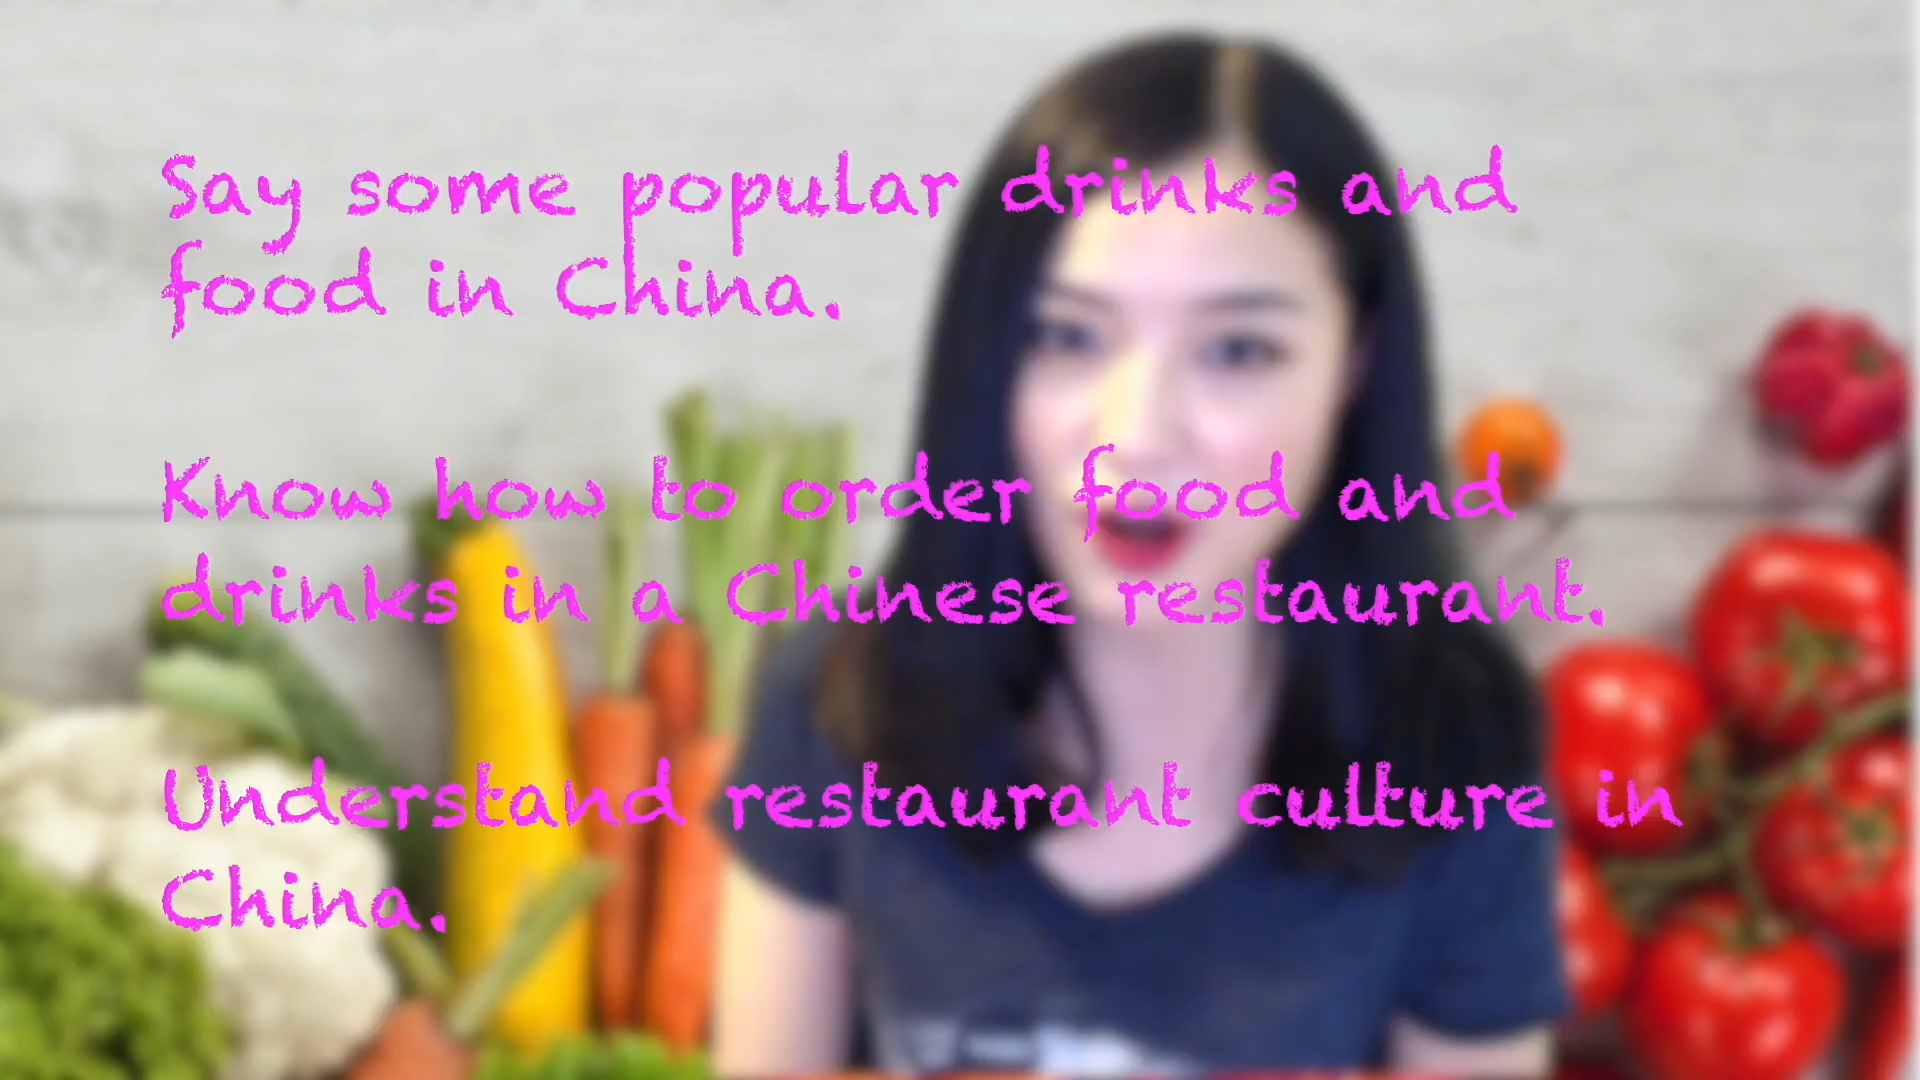 Say some popular drinks and
food in China.
Know how to order food and
drinks in a Chinese restaurant.
Understand restaurant culture in
China.